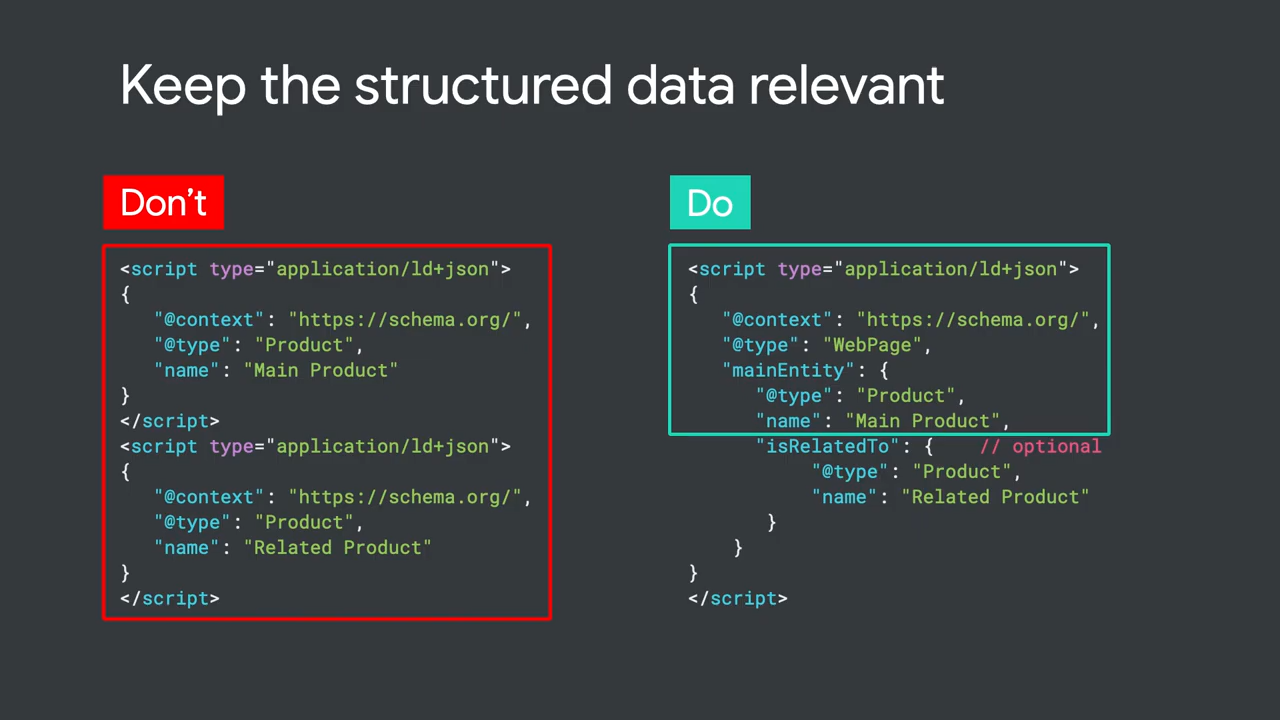 Keep the structured data relevant
Don't
<script type="application/ld+json">
{
   "@context": "https://schema.org/",
   "@type": "Product",
   "name": "Main Product"
}
</script>
<script type="application/ld+json">
{
   "@context": "https://schema.org/",
   "@type": "Product",
   "name": "Related Product"
}
</script>
Do
<script type="application/ld+json">
{
   "@context": "https://schema.org/",
   "@type": "WebPage",
   "mainEntity": {
      "@type": "Product",
      "name": "Main Product",
      "isRelatedTo": {    // optional
           "@type": "Product",
           "name": "Related Product"
       }
    }
}
</script>